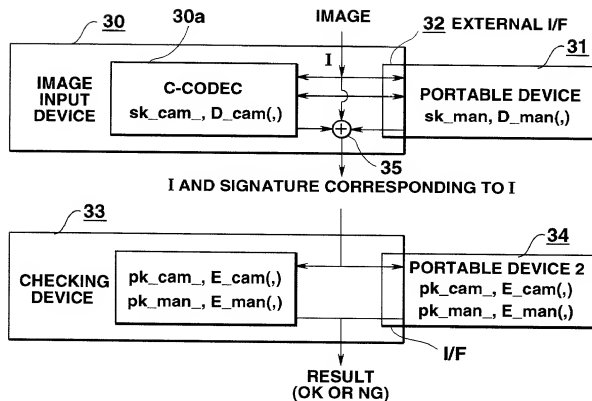 30
30a
IMAGE
32 EXTERNAL I/F
31
I
IMAGE
INPUT
DEVICE
C-CODEC
sk_cam_, D_cam(,)
PORTABLE DEVICE
sk_man, D_man(,)
35
I AND SIGNATURE CORRESPONDING TO I
33
34
CHECKING
DEVICE
pk_cam_, E_cam(,)
pk_man_, E_man(,)
PORTABLE DEVICE 2
pk_cam_, E_cam(,)
pk_man_, E_man(,)
I/F
RESULT
(OK OR NG)